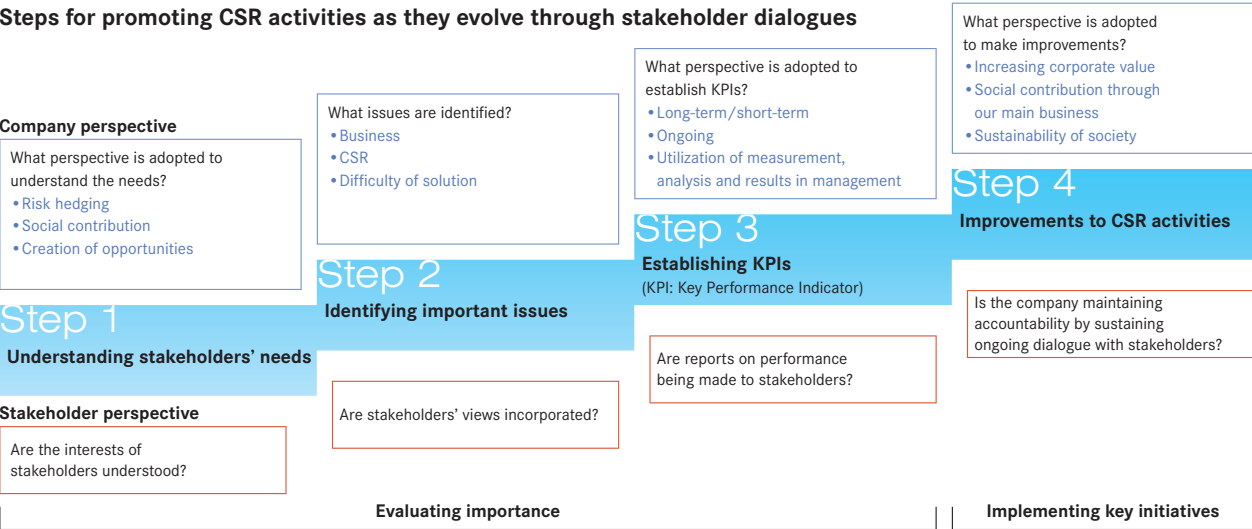 Steps for promoting CSR activities as they evolve through stakeholder dialogues
Company perspective
What perspective is adopted to
understand the needs?
•Risk hedging
•Social contribution
•Creation of opportunities
Step 1
Understanding stakeholders’ needs
Stakeholder perspective
Are the interests of
stakeholders understood?
What issues are identified?
•Business
•CSR
•Difficulty of solution
Step 2
Identifying important issues
Are stakeholders’ views incorporated?
What perspective is adopted to
establish KPIs?
•Long-term/short-term
•Ongoing
•Utilization of measurement,
analysis and results in management
Step 3
Establishing KPIs
(KPI: Key Performance Indicator)
Are reports on performance
being made to stakeholders?
What perspective is adopted
to make improvements?
•Increasing corporate value
•Social contribution through
our main business
•Sustainability of society
Step 4
Improvements to CSR activities
Is the company maintaining
accountability by sustaining
ongoing dialogue with stakeholders?
Evaluating importance
Implementing key initiatives